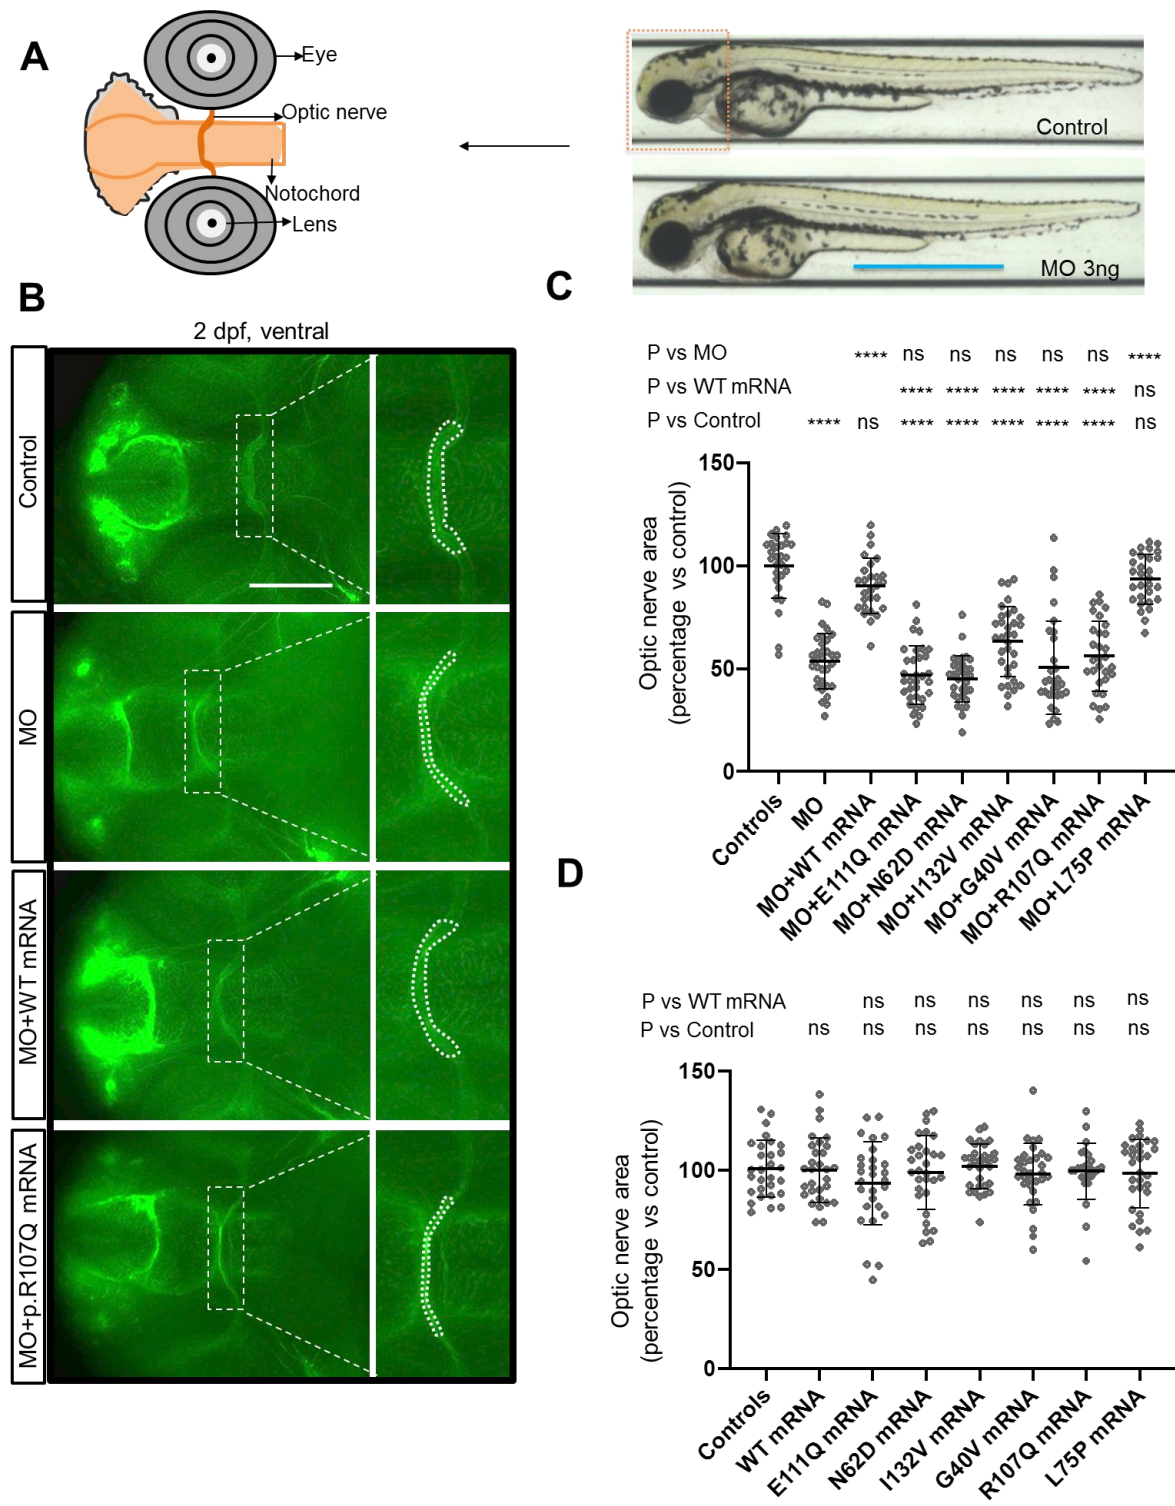 A
Eye
Optic nerve
Notochord
Lens
Control
MO 3ng
B
2 dpf, ventral
Control
MO
MO+WT mRNA
MO+p.R107Q mRNA
C
P vs MO **** ns ns ns ns ns ****
P vs WT mRNA **** **** **** **** **** ns
P vs Control **** ns **** **** **** **** **** ns
Optic nerve area
(percentage vs control)
150
100
50
0
Controls
MO
MO+WT mRNA
MO+E111Q mRNA
MO+N62D mRNA
MO+I132V mRNA
MO+G40V mRNA
MO+R107Q mRNA
MO+L75P mRNA
D
P vs WT mRNA ns ns ns ns ns ns
P vs Control ns ns ns ns ns ns ns
Optic nerve area
(percentage vs control)
150
100
50
0
Controls
WT mRNA
E111Q mRNA
N62D mRNA
I132V mRNA
G40V mRNA
R107Q mRNA
L75P mRNA